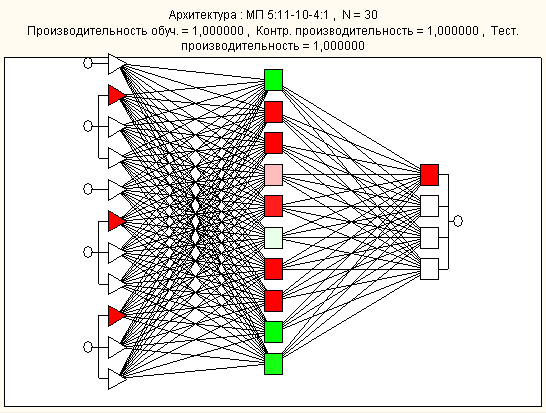 Архитектура : МП 5:11-10-4:1 , N = 30
Производительность обуч. = 1,000000 , Контр. производительность = 1,000000 , Тест.
производительность = 1,000000